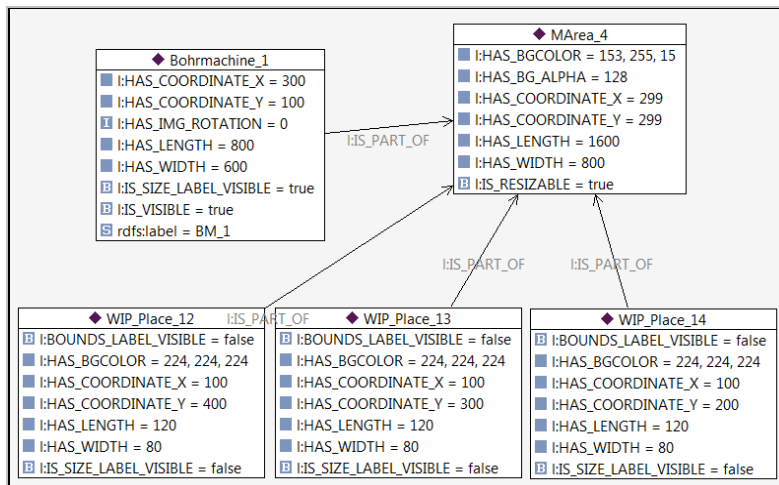 Bohrmachine_1
l:HAS_COORDINATE_X = 300
l:HAS_COORDINATE_Y = 100
I l:HAS_IMG_ROTATION = 0
l:HAS_LENGTH = 800
l:HAS_WIDTH = 600
B l:IS_SIZE_LABEL_VISIBLE = true
B l:IS_VISIBLE = true
S rdfs:label = BM_1
MArea_4
l:HAS_BGCOLOR = 153, 255, 15
l:HAS_BG_ALPHA = 128
l:HAS_COORDINATE_X = 299
l:HAS_COORDINATE_Y = 299
l:HAS_LENGTH = 1600
l:HAS_WIDTH = 800
B l:IS_RESIZABLE = true
l:IS_PART_OF
l:IS_PART_OF
l:IS_PART_OF
l:IS_PART_OF
WIP_Place_12
B l:BOUNDS_LABEL_VISIBLE = false
l:HAS_BGCOLOR = 224, 224, 224
l:HAS_COORDINATE_X = 100
l:HAS_COORDINATE_Y = 400
l:HAS_LENGTH = 120
l:HAS_WIDTH = 80
B l:IS_SIZE_LABEL_VISIBLE = false
WIP_Place_13
B l:BOUNDS_LABEL_VISIBLE = false
l:HAS_BGCOLOR = 224, 224, 224
l:HAS_COORDINATE_X = 100
l:HAS_COORDINATE_Y = 300
l:HAS_LENGTH = 120
l:HAS_WIDTH = 80
B l:IS_SIZE_LABEL_VISIBLE = false
WIP_Place_14
B l:BOUNDS_LABEL_VISIBLE = false
l:HAS_BGCOLOR = 224, 224, 224
l:HAS_COORDINATE_X = 100
l:HAS_COORDINATE_Y = 200
l:HAS_LENGTH = 120
l:HAS_WIDTH = 80
B l:IS_SIZE_LABEL_VISIBLE = false